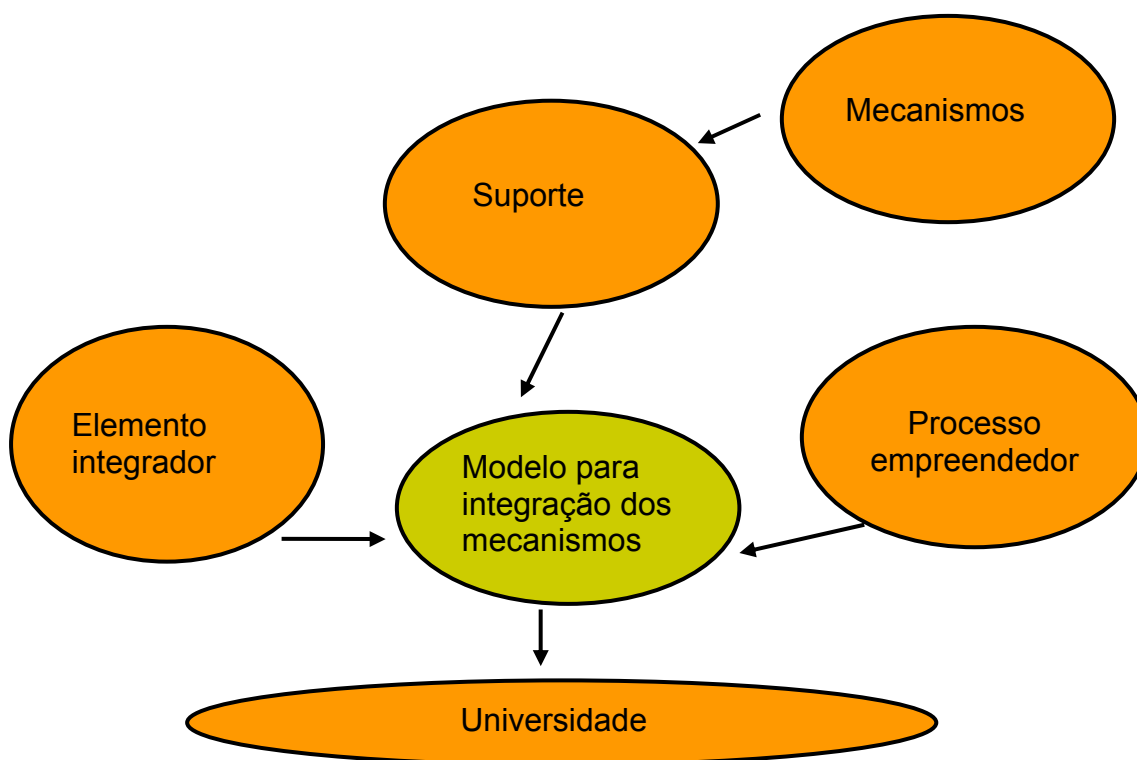 Mecanismos
Suporte
Elemento
integrador
Modelo para
integração dos
mecanismos
Processo
empreendedor
Universidade